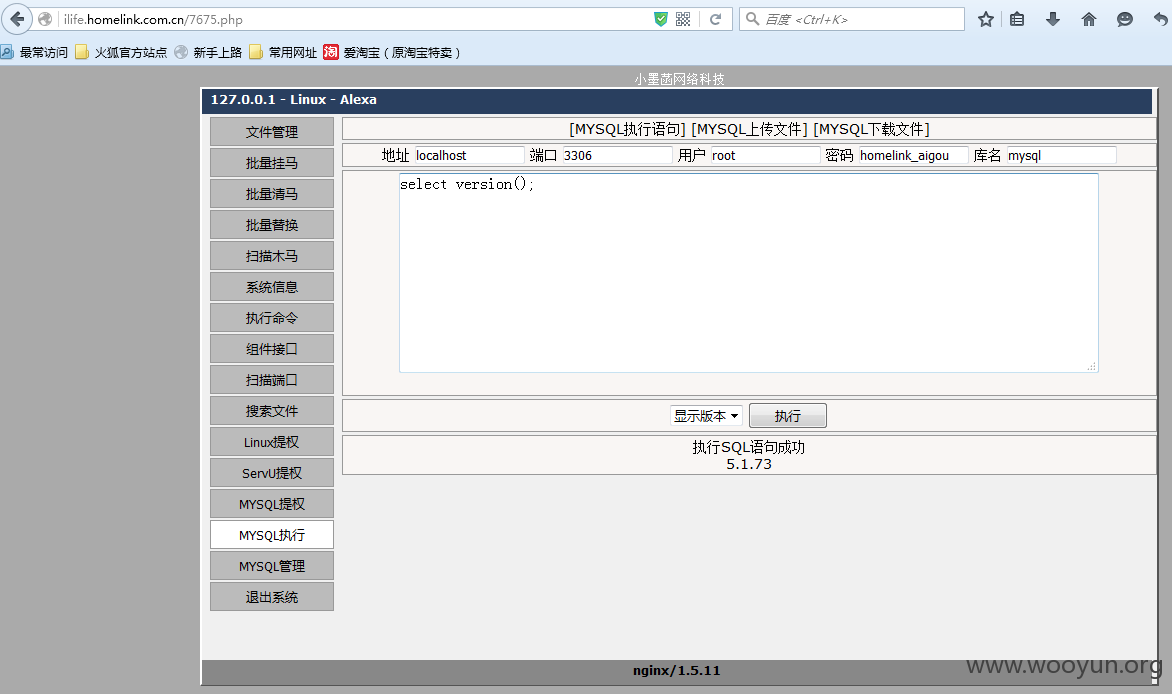 ilife.homelink.com.cn/7675.php
百度 <Ctrl+K>
最常访问 火狐官方站点 新手上路 常用网址 淘 爱淘宝（原淘宝特卖）
小墨菡网络科技
127.0.0.1 - Linux - Alexa
文件管理
批量挂马
批量清马
批量替换
扫描木马
系统信息
执行命令
组件接口
扫描端口
搜索文件
Linux提权
ServU提权
MYSQL提权
MYSQL执行
MYSQL管理
退出系统
[MYSQL执行语句] [MYSQL上传文件] [MYSQL下载文件]
地址 localhost 端口 3306 用户 root 密码 homelink_aigou 库名 mysql
select version();
显示版本 执行
执行SQL语句成功
5.1.73
nginx/1.5.11
www.wooyun.org